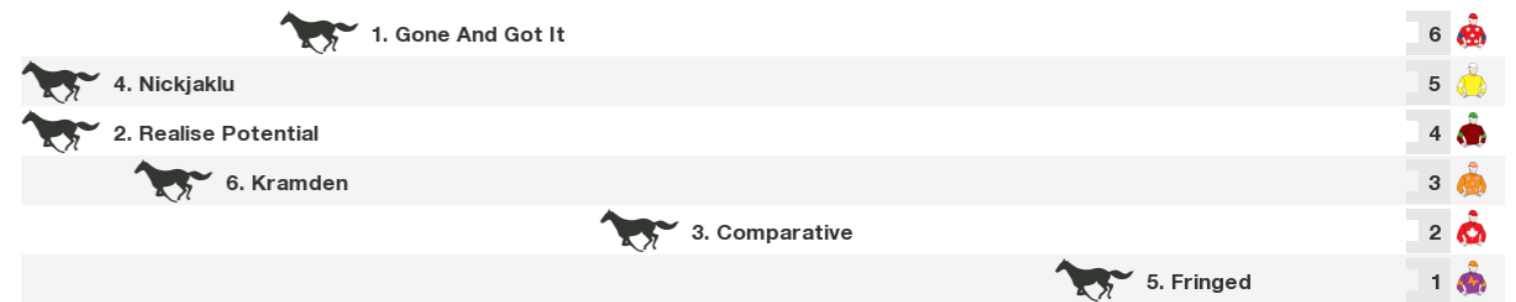 1. Gone And Got It 6
4. Nickjaklu 5
2. Realise Potential 4
6. Kramden 3
3. Comparative 2
5. Fringed 1